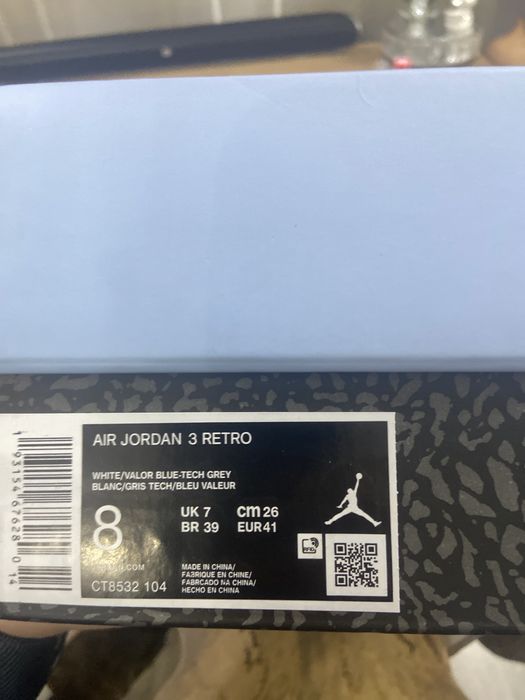 AIR JORDAN 3 RETRO
WHITE/VALOR BLUE-TECH GREY
BLANC/GRIS TECH/BLEU VALEUR
8
UK 7 cm 26
BR 39 EUR 41
MADE IN CHINA/
FABRIQUE EN CHINE/
FABRICADO NA CHINA/
HECHO EN CHINA
CT8532 104
RFID